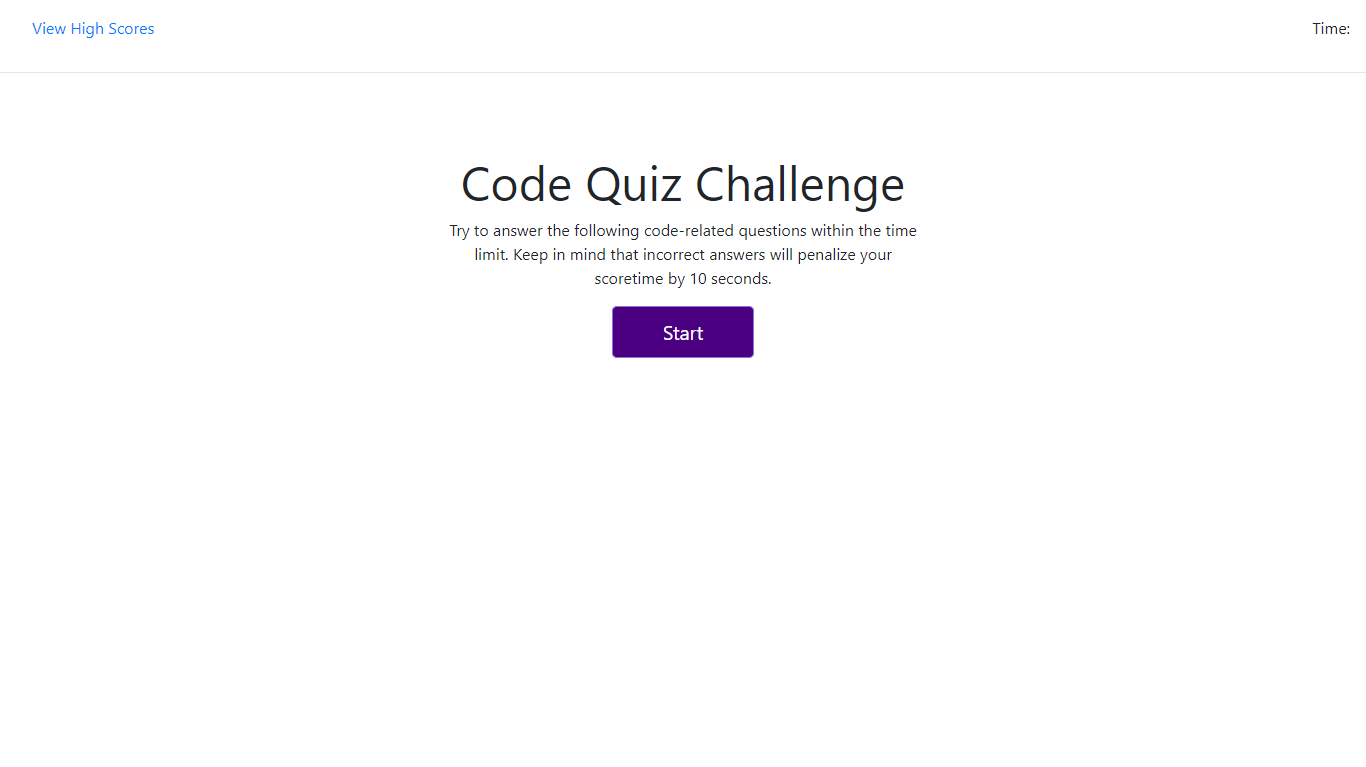 View High Scores
Time:
Code Quiz Challenge
Try to answer the following code-related questions within the time
limit. Keep in mind that incorrect answers will penalize your
scoretime by 10 seconds.
Start